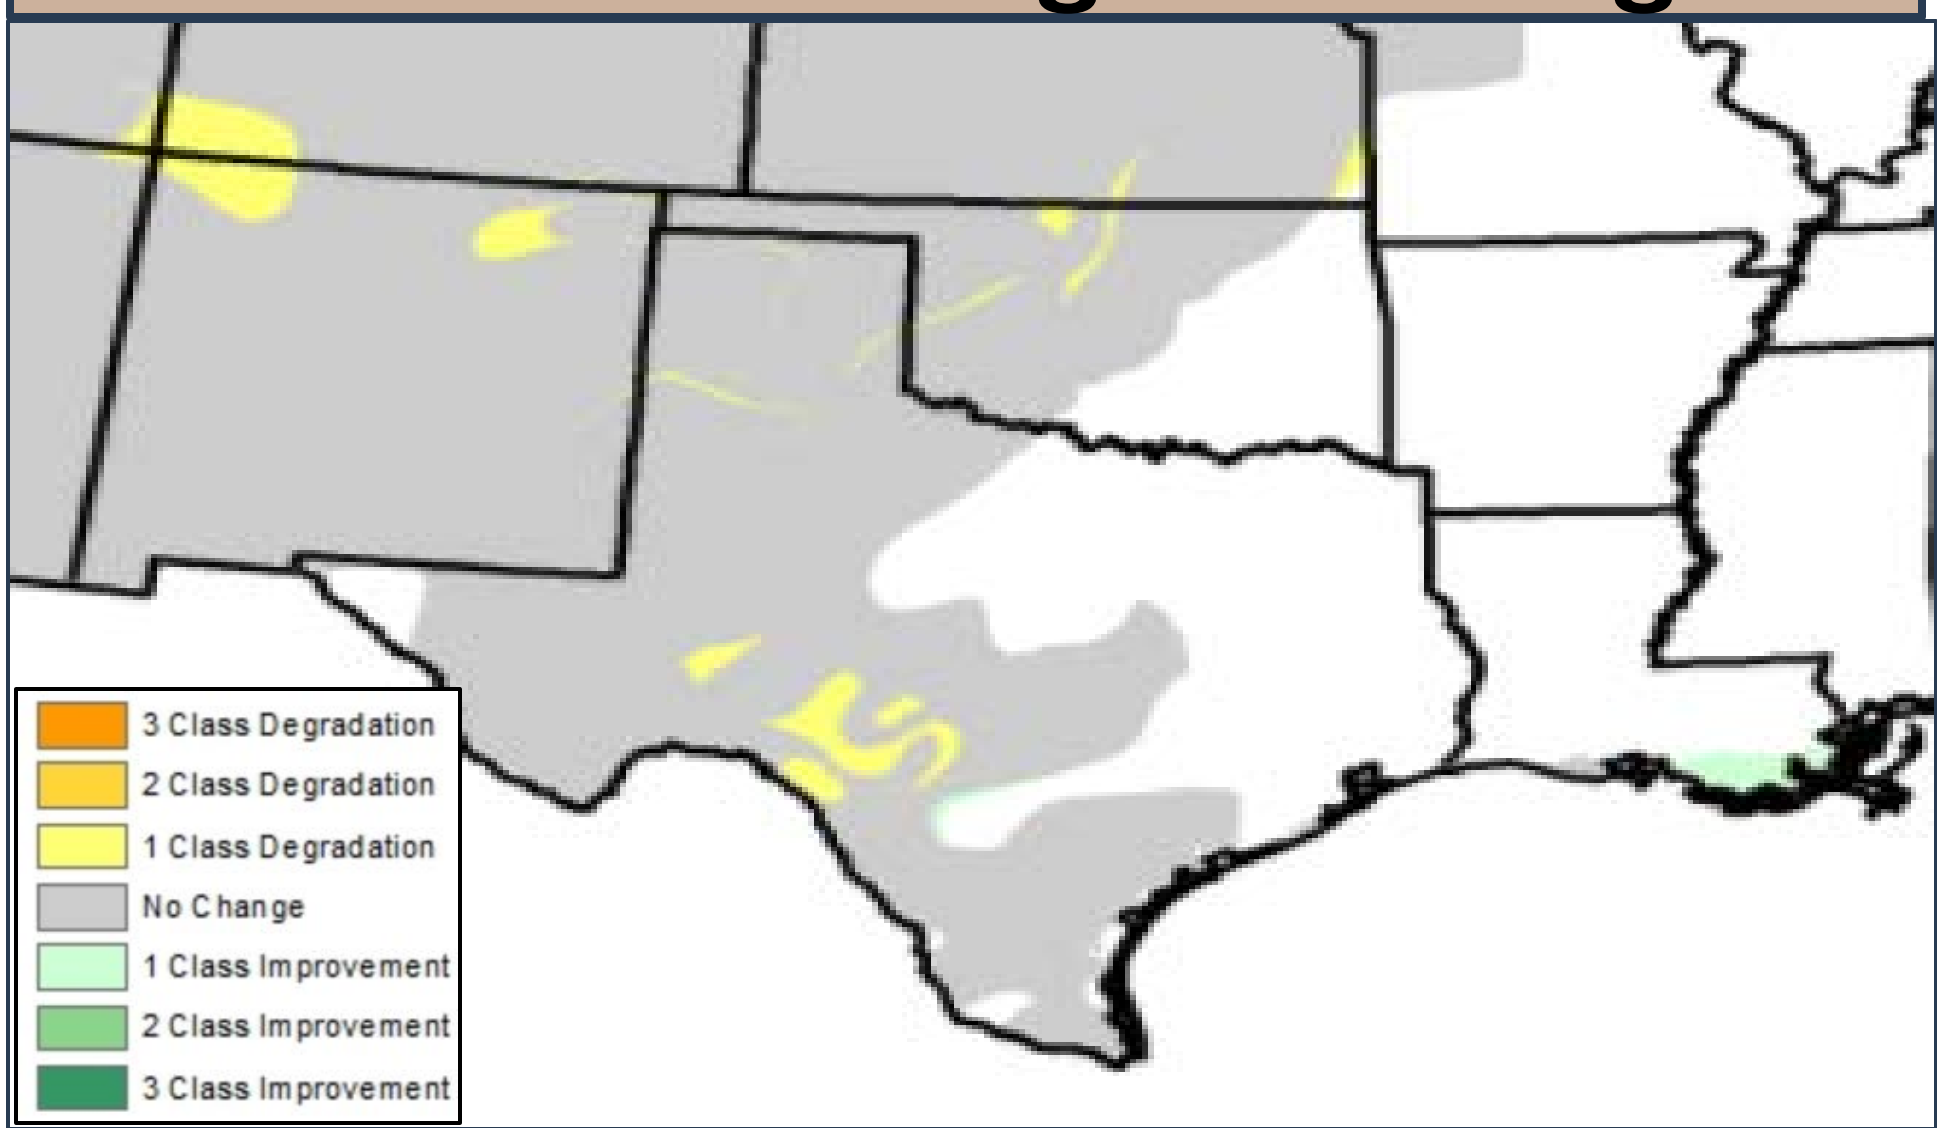 3 Class Degradation
2 Class Degradation
1 Class Degradation
No Change
1 Class Improvement
2 Class Improvement
3 Class Improvement